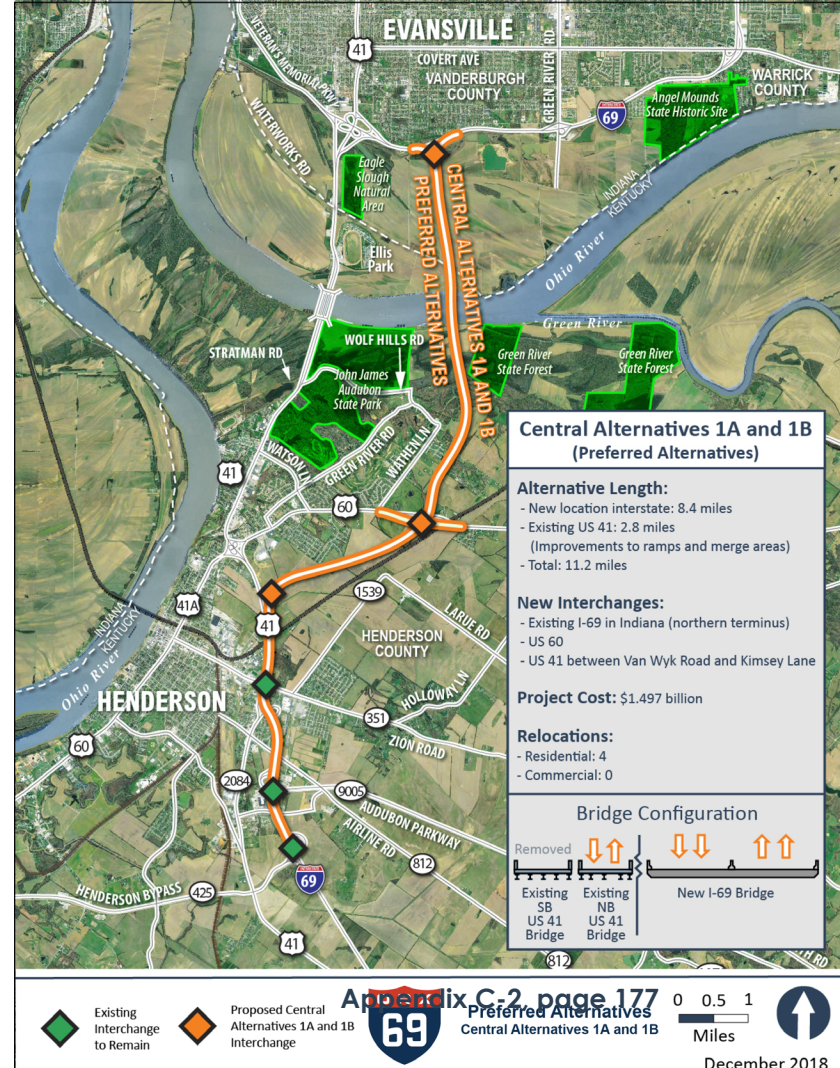 EVANSVILLE
41
COVERT AVE
VETERAN'S MEMORIAL PKWY
VANDERBURGH
COUNTY
GREEN RIVER RD
WARRICK
COUNTY
69
Angel Mounds
State Historic Site
WATERWORKS RD
Eagle
Slough
Natural
Area
INDIANA
KENTUCKY
Ellis
Park
CENTRAL ALTERNATIVES 1A AND 1B
PREFERRED ALTERNATIVES
Ohio River
Green River
STRATMAN RD
WOLF HILLS RD
John James
Audubon
State Park
Green River
State Forest
Green River
State Forest
WATSON LN
GREEN RIVER RD
WATHEN LN
41
60
41A
1539
LARUE RD
41
HENDERSON
COUNTY
INDIANA
KENTUCKY
Ohio River
HENDERSON
HOLLOWAY LN
351
ZION ROAD
60
2084
9005
AUDUBON PARKWAY
AIRLINE RD
812
69
HENDERSON BYPASS
425
41
812
TH RD
Central Alternatives 1A and 1B
(Preferred Alternatives)
Alternative Length:
- New location interstate: 8.4 miles
- Existing US 41: 2.8 miles
(Improvements to ramps and merge areas)
- Total: 11.2 miles
New Interchanges:
- Existing I-69 in Indiana (northern terminus)
- US 60
- US 41 between Van Wyk Road and Kimsey Lane
Project Cost: $1.497 billion
Relocations:
- Residential: 4
- Commercial: 0
Bridge Configuration
Removed
Existing
SB
US 41
Bridge
Existing
NB
US 41
Bridge
New I-69 Bridge
Existing
Interchange
to Remain
Proposed Central
Alternatives 1A and 1B
Interchange
Appendix C-2, page 177
69
Preferred Alternatives
Central Alternatives 1A and 1B
0 0.5 1
Miles
December 2018